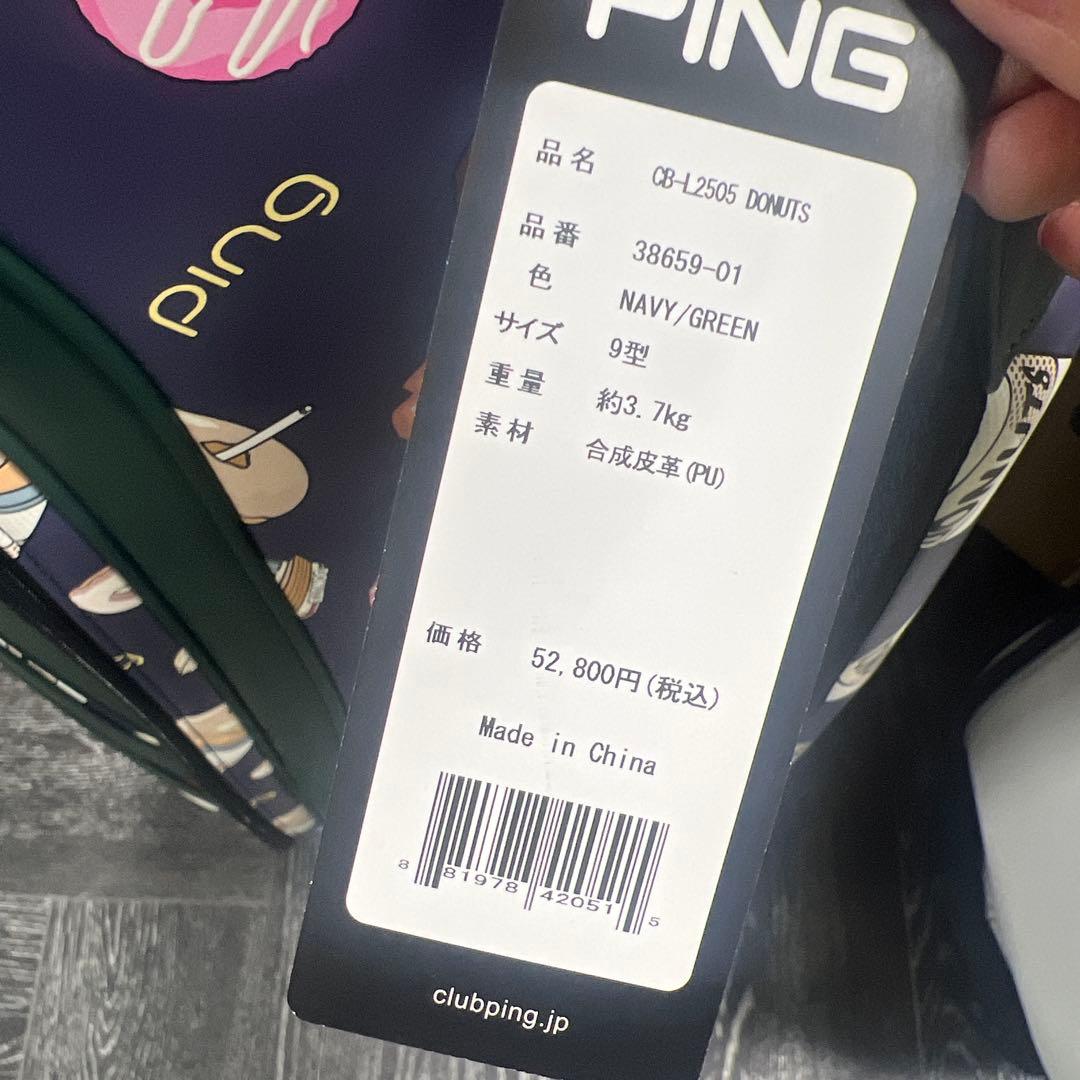 PING
品名 CB-L2505 DONUTS
品番 38659-01
色 NAVY/GREEN
サイズ 9型
重量 約3.7kg
素材 合成皮革(PU)
価格 52,800円(税込)
Made in China
8 81978 42051 5
clubping.jp
ping